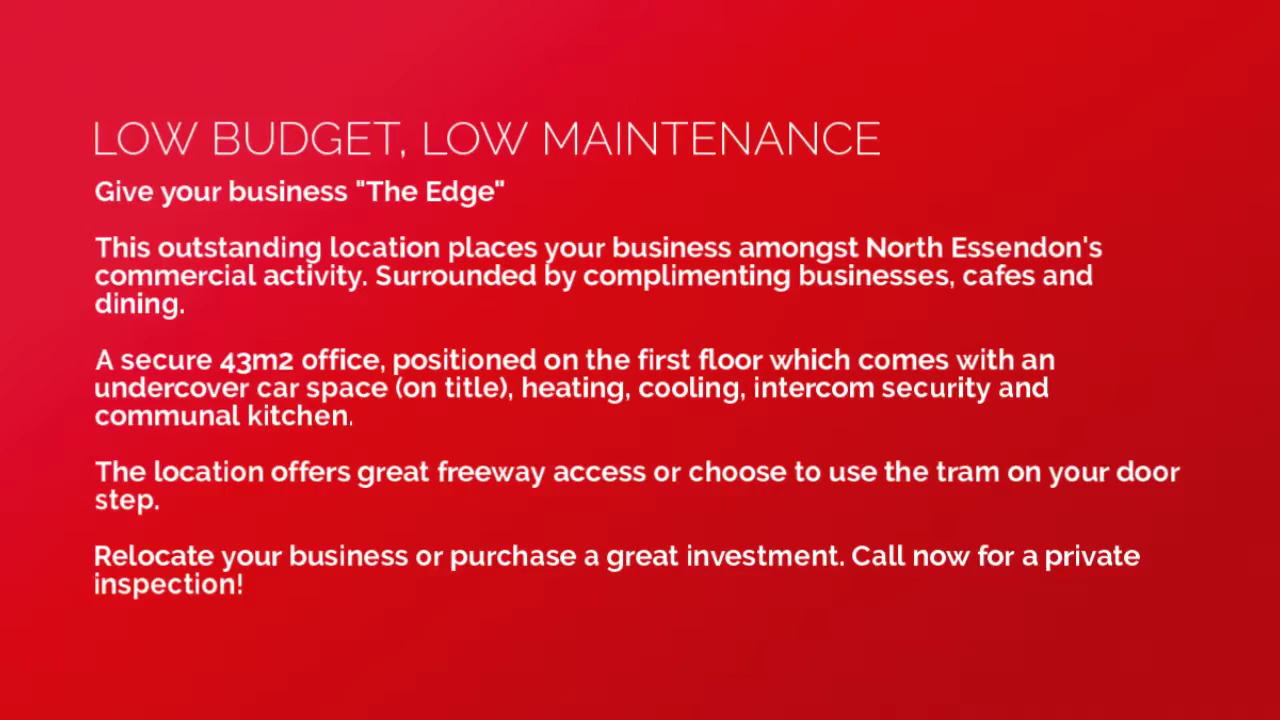 LOW BUDGET, LOW MAINTENANCE
Give your business "The Edge"
This outstanding location places your business amongst North Essendon's
commercial activity. Surrounded by complimenting businesses, cafes and
dining.
A secure 43m2 office, positioned on the first floor which comes with an
undercover car space (on title), heating, cooling, intercom security and
communal kitchen.
The location offers great freeway access or choose to use the tram on your door
step.
Relocate your business or purchase a great investment. Call now for a private
inspection!